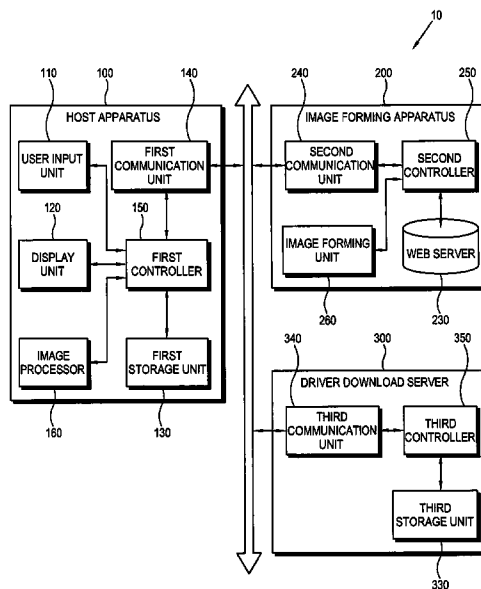 10
100
HOST APPARATUS
110
USER INPUT
UNIT
140
FIRST
COMMUNICATION
UNIT
120
DISPLAY
UNIT
150
FIRST
CONTROLLER
IMAGE
PROCESSOR
160
FIRST
STORAGE UNIT
130
200
IMAGE FORMING APPARATUS
240
SECOND
COMMUNICATION
UNIT
250
SECOND
CONTROLLER
IMAGE FORMING
UNIT
260
WEB SERVER
230
300
DRIVER DOWNLOAD SERVER
340
THIRD
COMMUNICATION
UNIT
350
THIRD
CONTROLLER
THIRD
STORAGE UNIT
330